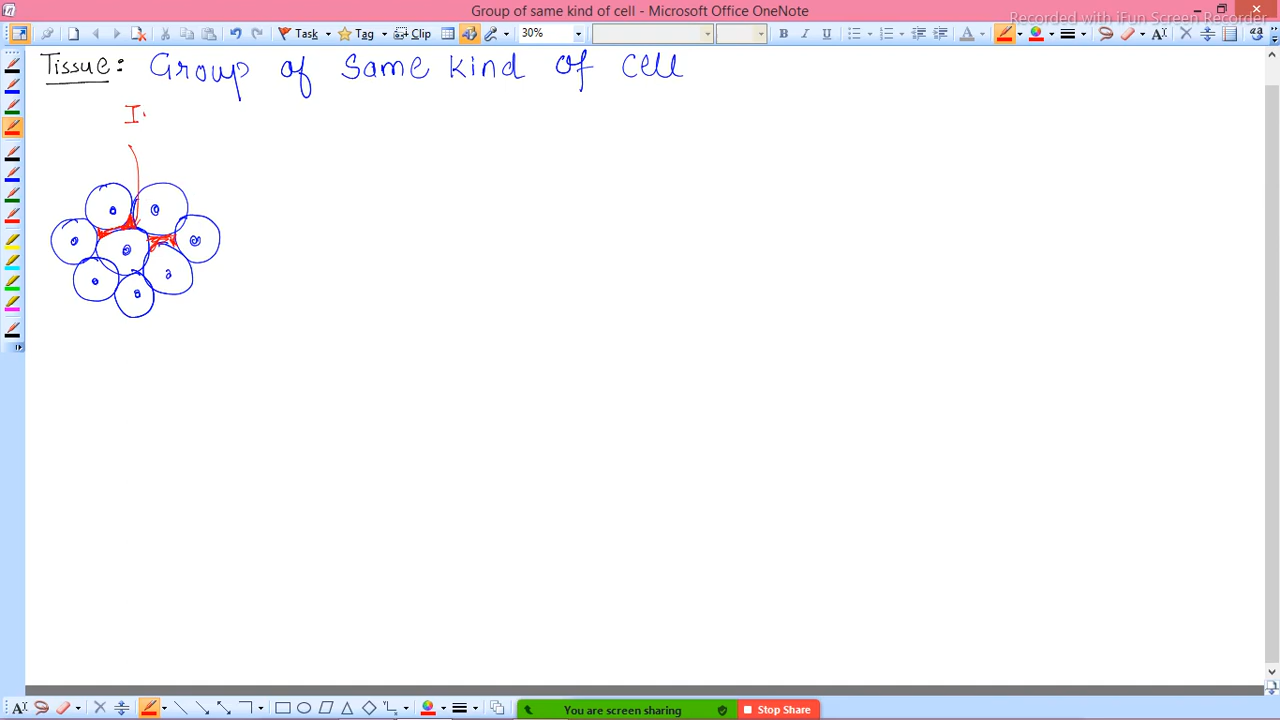 Group of same kind of cell - Microsoft Office OneNote
Recorded with iFun Screen Recorder
Task Tag Clip 30% B I U A
Tissue: Group of same kind of cell
I.
You are screen sharing Stop Share